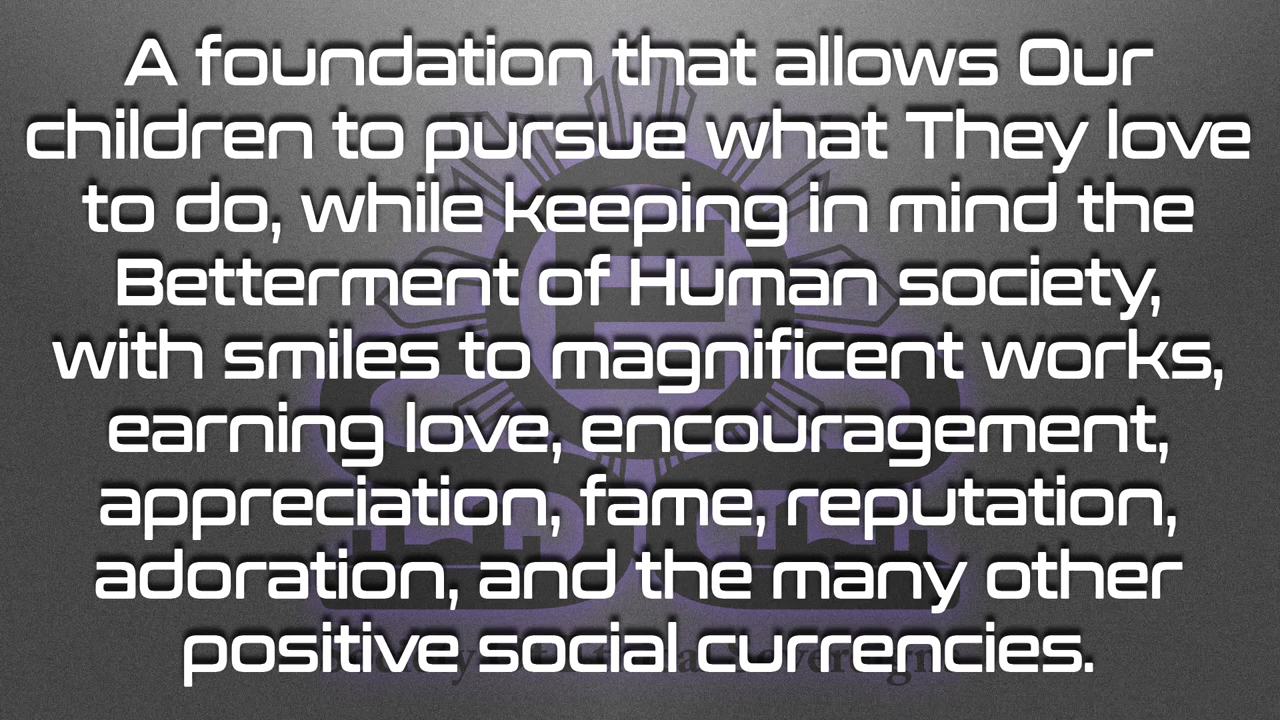 A foundation that allows Our
children to pursue what They love
to do, while keeping in mind the
Betterment of Human society,
with smiles to magnificent works,
earning love, encouragement,
appreciation, fame, reputation,
adoration, and the many other
positive social currencies.